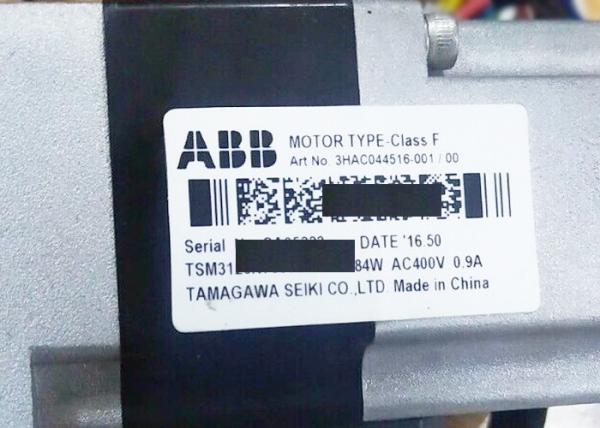 ABB MOTOR TYPE-Class F
Art No. 3HAC044516-001 / 00
Serial DATE '16.50
84W AC400V 0.9A
TAMAGAWA SEIKI CO.,LTD. Made in China